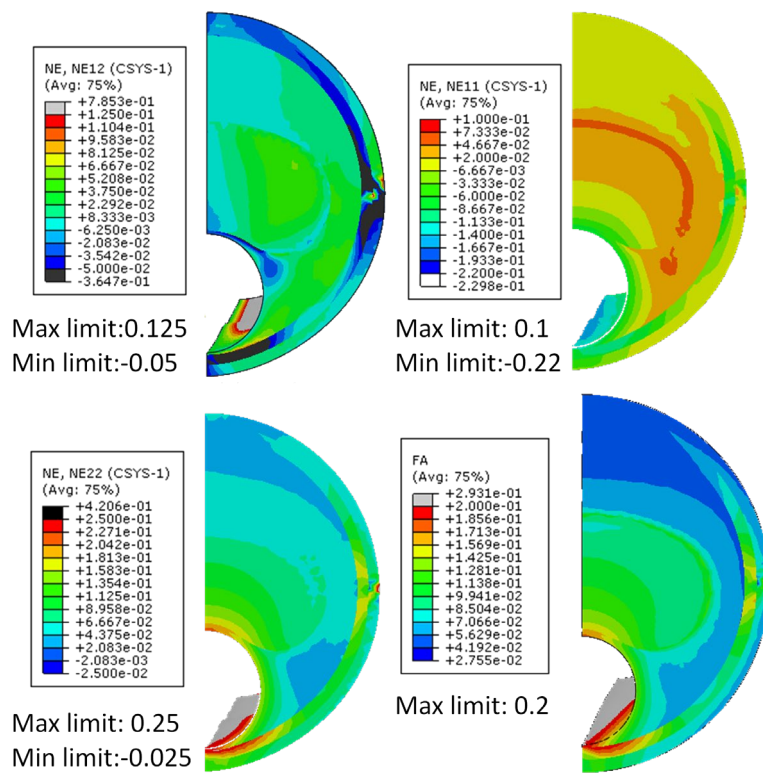 NE, NE12 (CSYS-1)
(Avg: 75%)
+7.853e-01
+1.250e-01
+1.104e-01
+9.583e-02
+8.125e-02
+6.667e-02
+5.208e-02
+3.750e-02
+2.292e-02
+8.333e-03
-6.250e-03
-2.083e-02
-3.542e-02
-5.000e-02
-3.647e-01
Max limit:0.125
Min limit:-0.05
NE, NE11 (CSYS-1)
(Avg: 75%)
+1.000e-01
+7.333e-02
+4.667e-02
+2.000e-02
-6.667e-03
-3.333e-02
-6.000e-02
-8.667e-02
-1.133e-01
-1.400e-01
-1.667e-01
-1.933e-01
-2.200e-01
-2.298e-01
Max limit: 0.1
Min limit:-0.22
NE, NE22 (CSYS-1)
(Avg: 75%)
+4.206e-01
+2.500e-01
+2.271e-01
+2.042e-01
+1.813e-01
+1.583e-01
+1.354e-01
+1.125e-01
+8.958e-02
+6.667e-02
+4.375e-02
+2.083e-02
-2.083e-03
-2.500e-02
Max limit: 0.25
Min limit:-0.025
FA
(Avg: 75%)
+2.931e-01
+2.000e-01
+1.856e-01
+1.713e-01
+1.569e-01
+1.425e-01
+1.281e-01
+1.138e-01
+9.941e-02
+8.504e-02
+7.066e-02
+5.629e-02
+4.192e-02
+2.755e-02
Max limit: 0.2